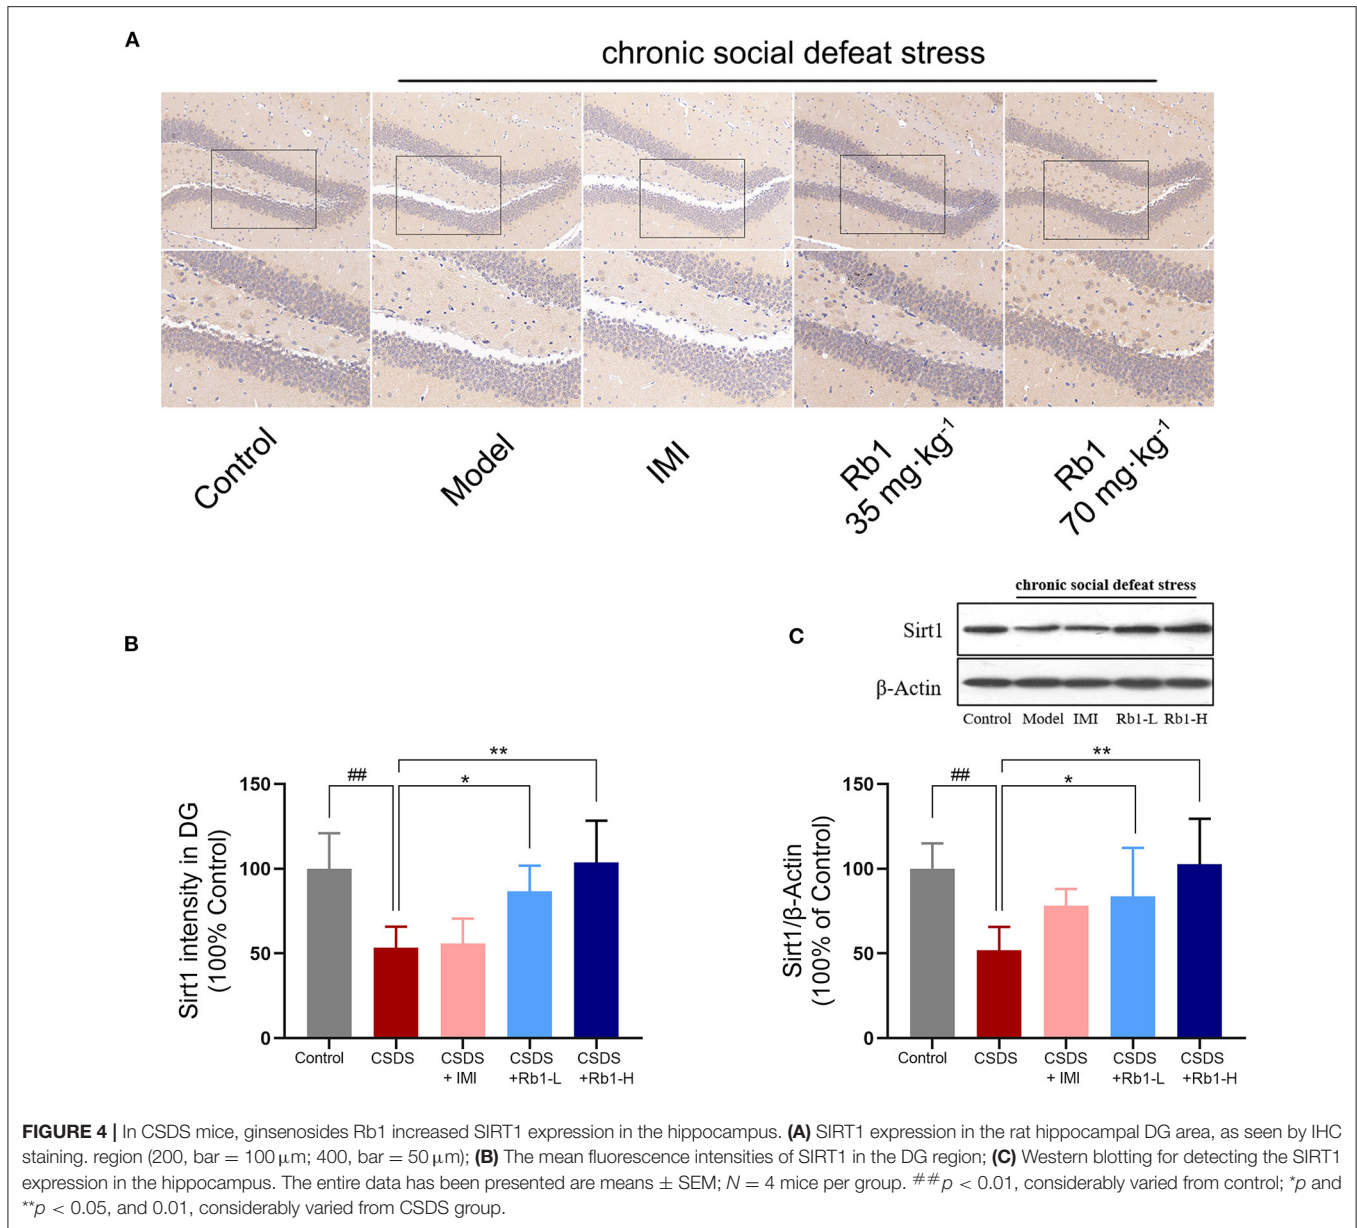 A
chronic social defeat stress
Control
Model
IMI
Rb1
35 mg·kg⁻¹
Rb1
70 mg·kg⁻¹
B
##
*
**
Sirt1 intensity in DG
(100% Control)
150
100
50
0
Control
CSDS
CSDS
+ IMI
CSDS
+Rb1-L
CSDS
+Rb1-H
C
chronic social defeat stress
Sirt1
β-Actin
Control Model IMI Rb1-L Rb1-H
##
*
**
Sirt1/β-Actin
(100% of Control)
150
100
50
0
Control
CSDS
CSDS
+ IMI
CSDS
+Rb1-L
CSDS
+Rb1-H
FIGURE 4 | In CSDS mice, ginsenosides Rb1 increased SIRT1 expression in the hippocampus. (A) SIRT1 expression in the rat hippocampal DG area, as seen by IHC
staining. region (200, bar = 100 μm; 400, bar = 50 μm); (B) The mean fluorescence intensities of SIRT1 in the DG region; (C) Western blotting for detecting the SIRT1
expression in the hippocampus. The entire data has been presented are means ± SEM; N = 4 mice per group. ##p < 0.01, considerably varied from control; *p and
**p < 0.05, and 0.01, considerably varied from CSDS group.